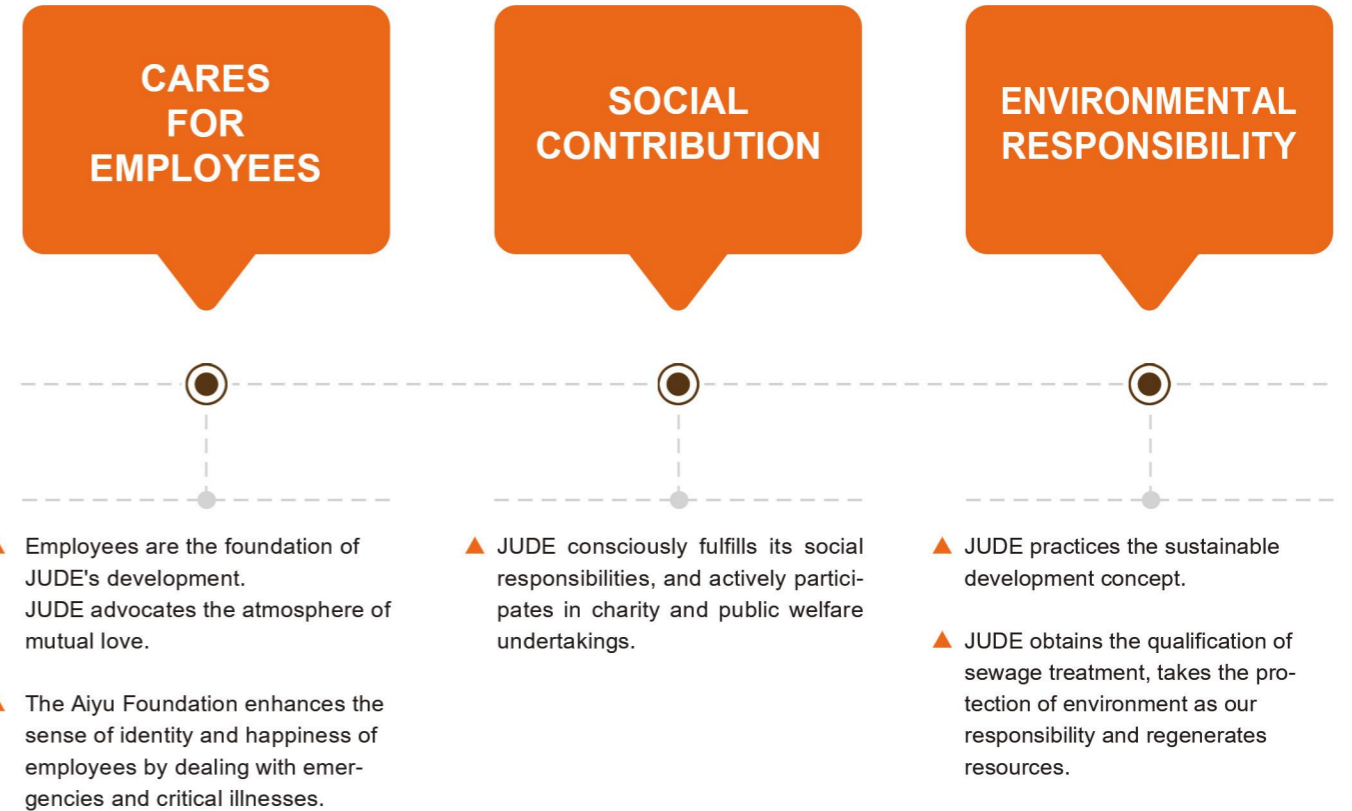 CARES
FOR
EMPLOYEES
Employees are the foundation of
JUDE's development.
JUDE advocates the atmosphere of
mutual love.
The Aiyu Foundation enhances the
sense of identity and happiness of
employees by dealing with emer-
gencies and critical illnesses.
SOCIAL
CONTRIBUTION
JUDE consciously fulfills its social
responsibilities, and actively partici-
pates in charity and public welfare
undertakings.
ENVIRONMENTAL
RESPONSIBILITY
JUDE practices the sustainable
development concept.
JUDE obtains the qualification of
sewage treatment, takes the pro-
tection of environment as our
responsibility and regenerates
resources.